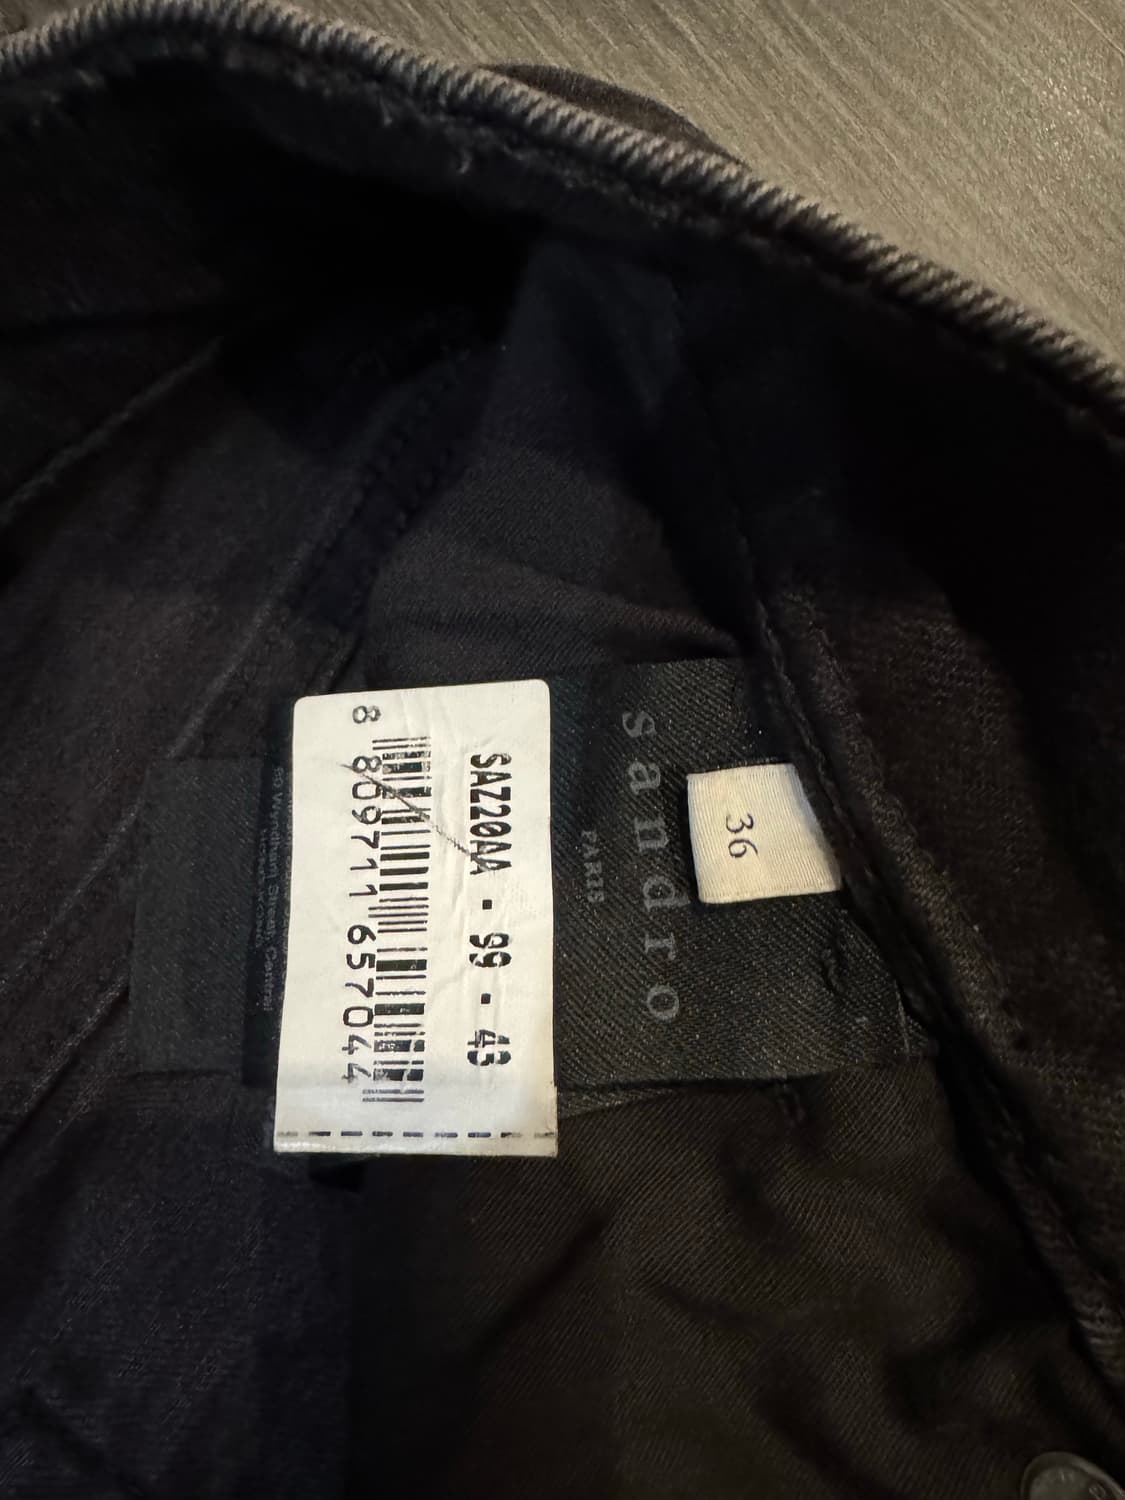 sandro
PARIS
36
SAZ20AA - 99 - 43
8 809711 657044